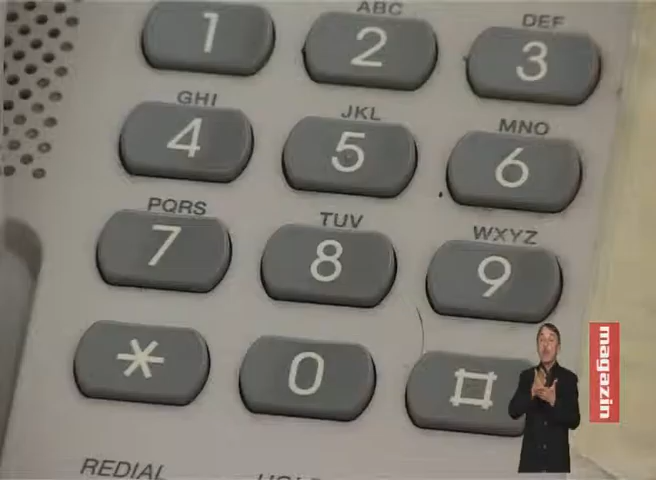 ABC
DEF
1
2
3
GHI
JKL
MNO
4
5
6
PQRS
TUV
WXYZ
7
8
9
*
0
#
REDIAL
magazin